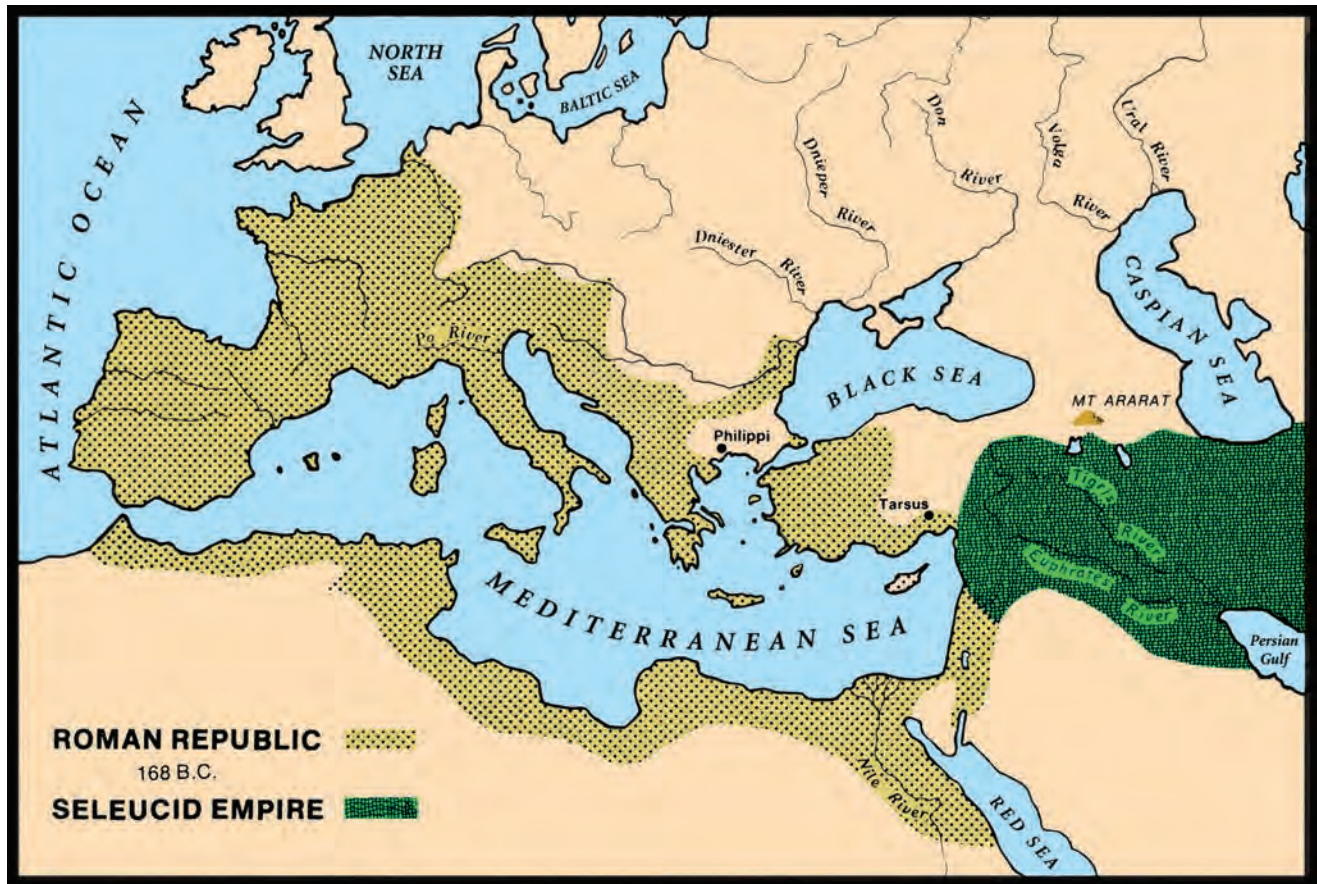 NORTH
SEA
BALTIC SEA
ATLANTIC OCEAN
Don
River
Volga
River
Ural River
Dnieper
River
Dniester
River
CASPIAN SEA
Po River
BLACK SEA
MT ARARAT
Philippi
Tarsus
Tigris
River
Euphrates
River
MEDITERRANEAN SEA
Persian
Gulf
Nile River
RED SEA
ROMAN REPUBLIC
168 B.C.
SELEUCID EMPIRE